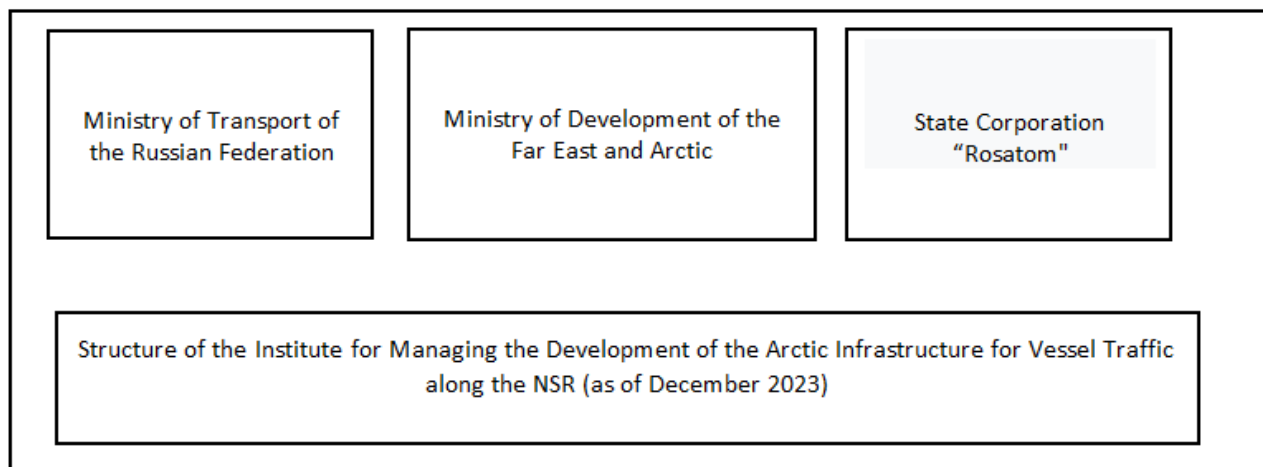 Ministry of Transport of
the Russian Federation
Ministry of Development of the
Far East and Arctic
State Corporation
“Rosatom"
Structure of the Institute for Managing the Development of the Arctic Infrastructure for Vessel Traffic
along the NSR (as of December 2023)